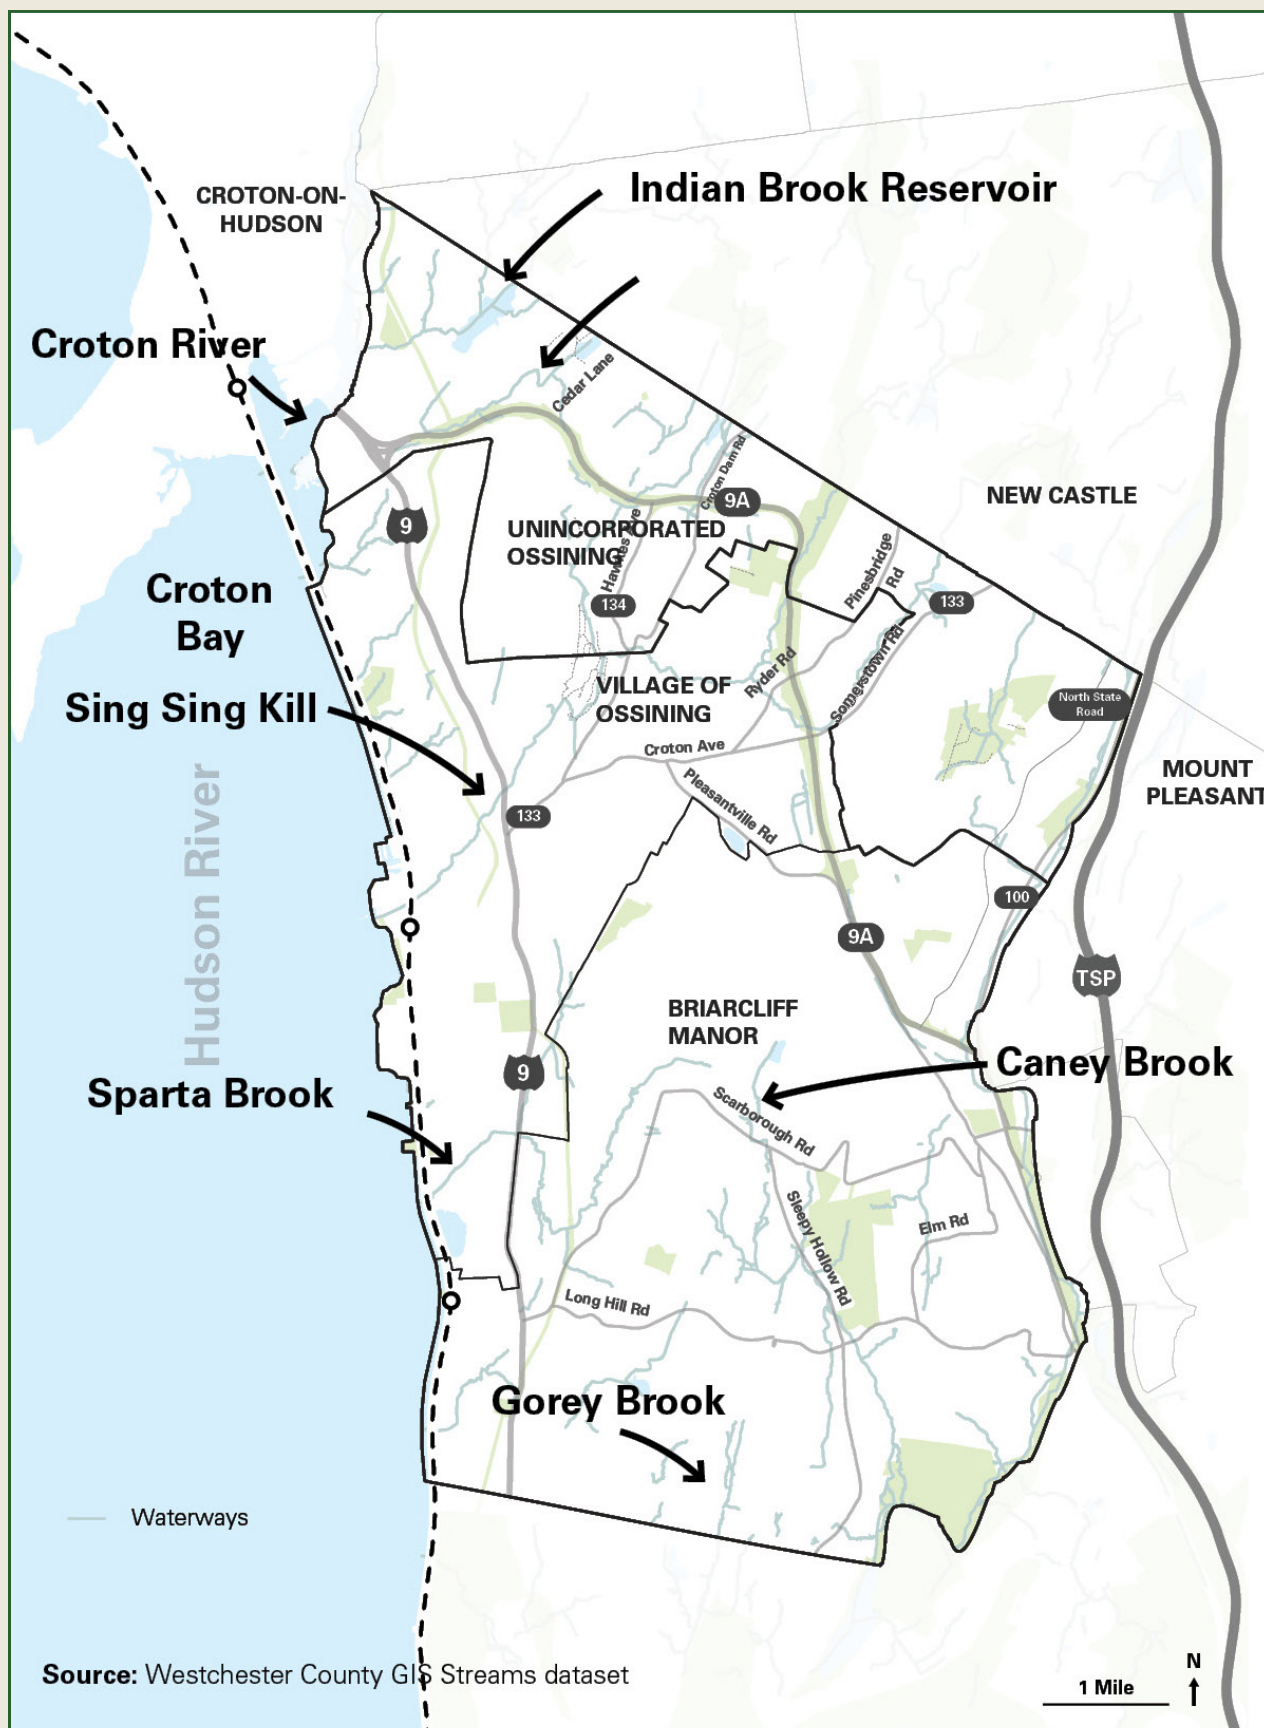 Indian Brook Reservoir
CROTON-ON-
HUDSON
Croton River
Cedar Lane
Croton Dam Rd
9A
NEW CASTLE
9
UNINCORPORATED
OSSINING
Hawkes Ave
134
Pinesbridge
Rd
133
Croton
Bay
Somerstown Rd
Ryder Rd
VILLAGE OF
OSSINING
North State
Road
Sing Sing Kill
Croton Ave
MOUNT
PLEASANT
Pleasantville Rd
133
Hudson River
100
9A
TSP
BRIARCLIFF
MANOR
9
Caney Brook
Sparta Brook
Scarborough Rd
Sleepy Hollow Rd
Elm Rd
Long Hill Rd
Gorey Brook
Waterways
Source: Westchester County GIS Streams dataset
N
1 Mile